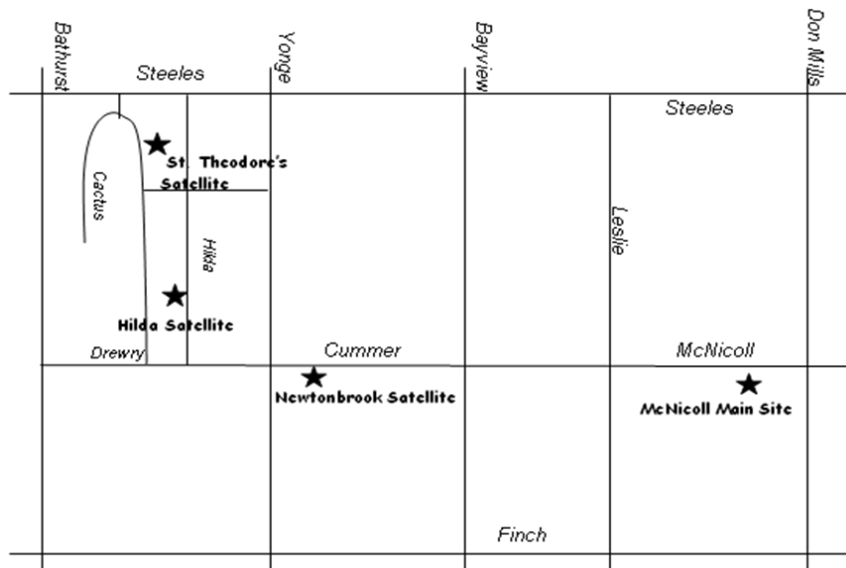 Bathurst
Yonge
Bayview
Don Mills
Steeles
Steeles
St. Theodore's
Satellite
Cactus
Leslie
Hilda
Hilda Satellite
Drewry
Cummer
McNicoll
Newtonbrook Satellite
McNicoll Main Site
Finch